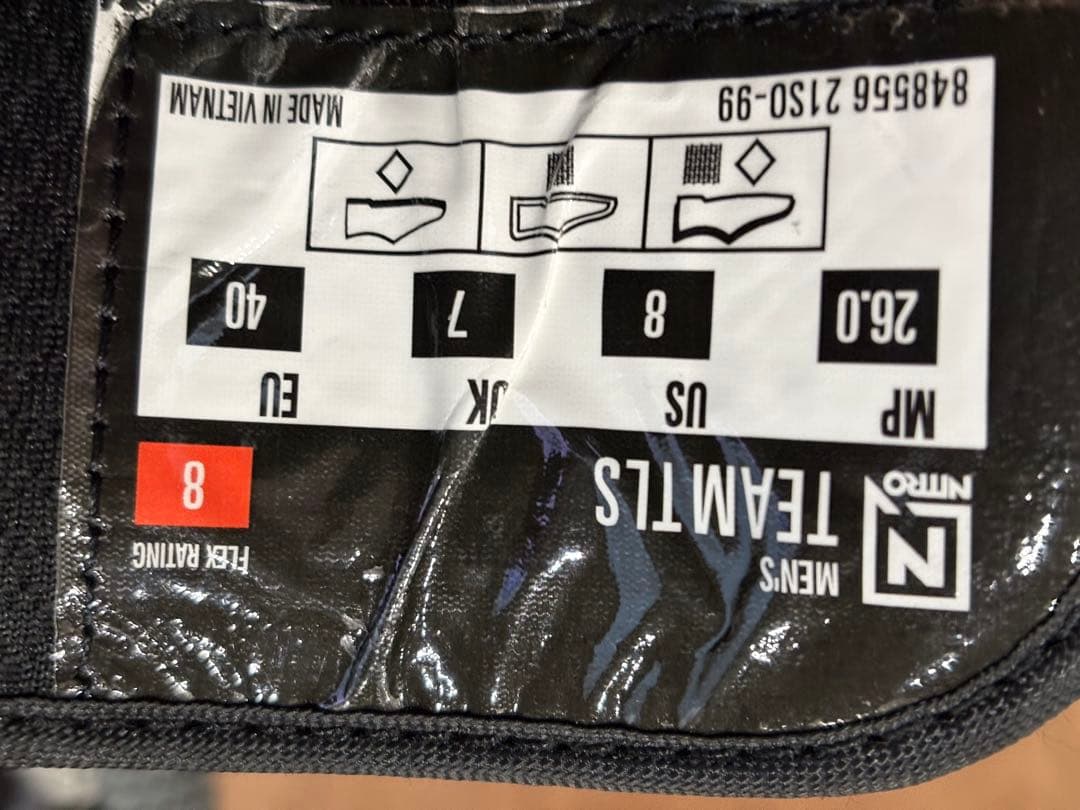 N
NITRO
MEN'S
TEAM TLS
FLEX RATING
8
MP US UK EU
26.0 8 7 40
848556 21S0-99 MADE IN VIETNAM